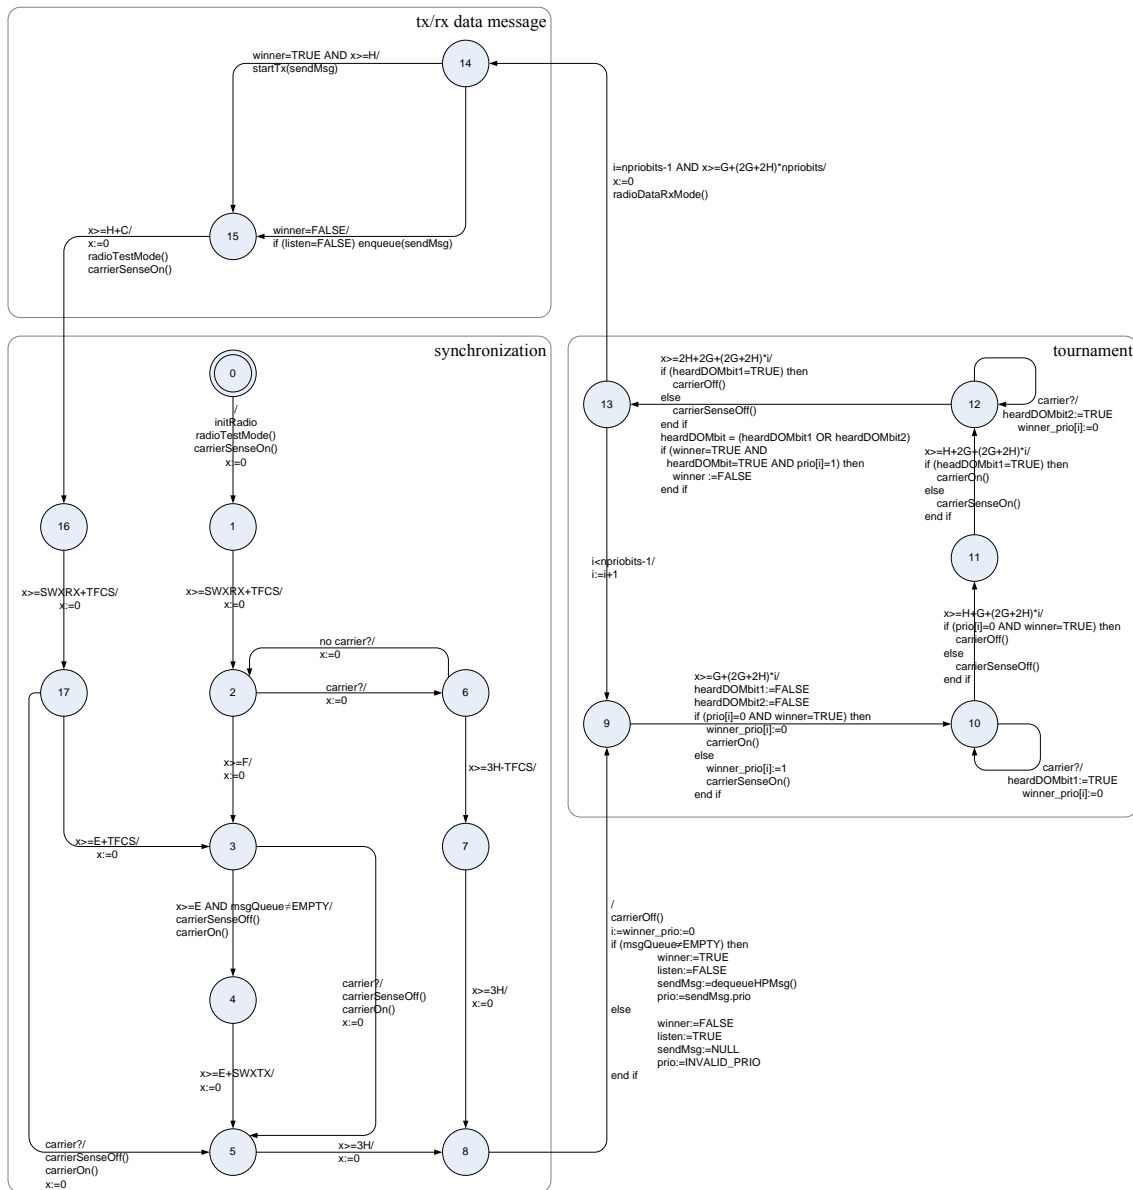 tx/rx data message
winner=TRUE AND x>=H/
startTx(sendMsg)
14
i=npriobits-1 AND x>=G+(2G+2H)*npriobits/
x:=0
radioDataRxMode()
x>=H+C/
x:=0
radioTestMode()
carrierSenseOn()
15
winner=FALSE/
if (listen=FALSE) enqueue(sendMsg)
synchronization
0
/
initRadio
radioTestMode()
carrierSenseOn()
x:=0
16
1
x>=SWXRX+TFCS/
x:=0
x>=SWXRX+TFCS/
x:=0
no carrier?/
x:=0
17
2
carrier?/
x:=0
6
x>=F/
x:=0
x>=3H-TFCS/
x>=E+TFCS/
x:=0
3
7
x>=E AND msgQueue≠EMPTY/
carrierSenseOff()
carrierOn()
carrier?/
carrierSenseOff()
carrierOn()
x:=0
4
x>=3H/
x:=0
x>=E+SWXTX/
x:=0
carrier?/
carrierSenseOff()
carrierOn()
x:=0
5
x>=3H/
x:=0
8
/
carrierOff()
i:=winner_prio:=0
if (msgQueue≠EMPTY) then
winner:=TRUE
listen:=FALSE
sendMsg:=dequeueHPMsg()
prio:=sendMsg.prio
else
winner:=FALSE
listen:=TRUE
sendMsg:=NULL
prio:=INVALID_PRIO
end if
tournament
x>=2H+2G+(2G+2H)*i/
if (heardDOMbit1=TRUE) then
carrierOff()
else
carrierSenseOff()
end if
heardDOMbit = (heardDOMbit1 OR heardDOMbit2)
if (winner=TRUE AND
heardDOMbit=TRUE AND prio[i]=1) then
winner :=FALSE
end if
13
12
carrier?/
heardDOMbit2:=TRUE
winner_prio[i]:=0
x>=H+2G+(2G+2H)*i/
if (headDOMbit1=TRUE) then
carrierOn()
else
carrierSenseOn()
end if
11
i<npriobits-1/
i:=i+1
x>=H+G+(2G+2H)*i/
if (prio[i]=0 AND winner=TRUE) then
carrierOff()
else
carrierSenseOff()
end if
9
x>=G+(2G+2H)*i/
heardDOMbit1:=FALSE
heardDOMbit2:=FALSE
if (prio[i]=0 AND winner=TRUE) then
winner_prio[i]:=0
carrierOn()
else
winner_prio[i]:=1
carrierSenseOn()
end if
10
carrier?/
heardDOMbit1:=TRUE
winner_prio[i]:=0